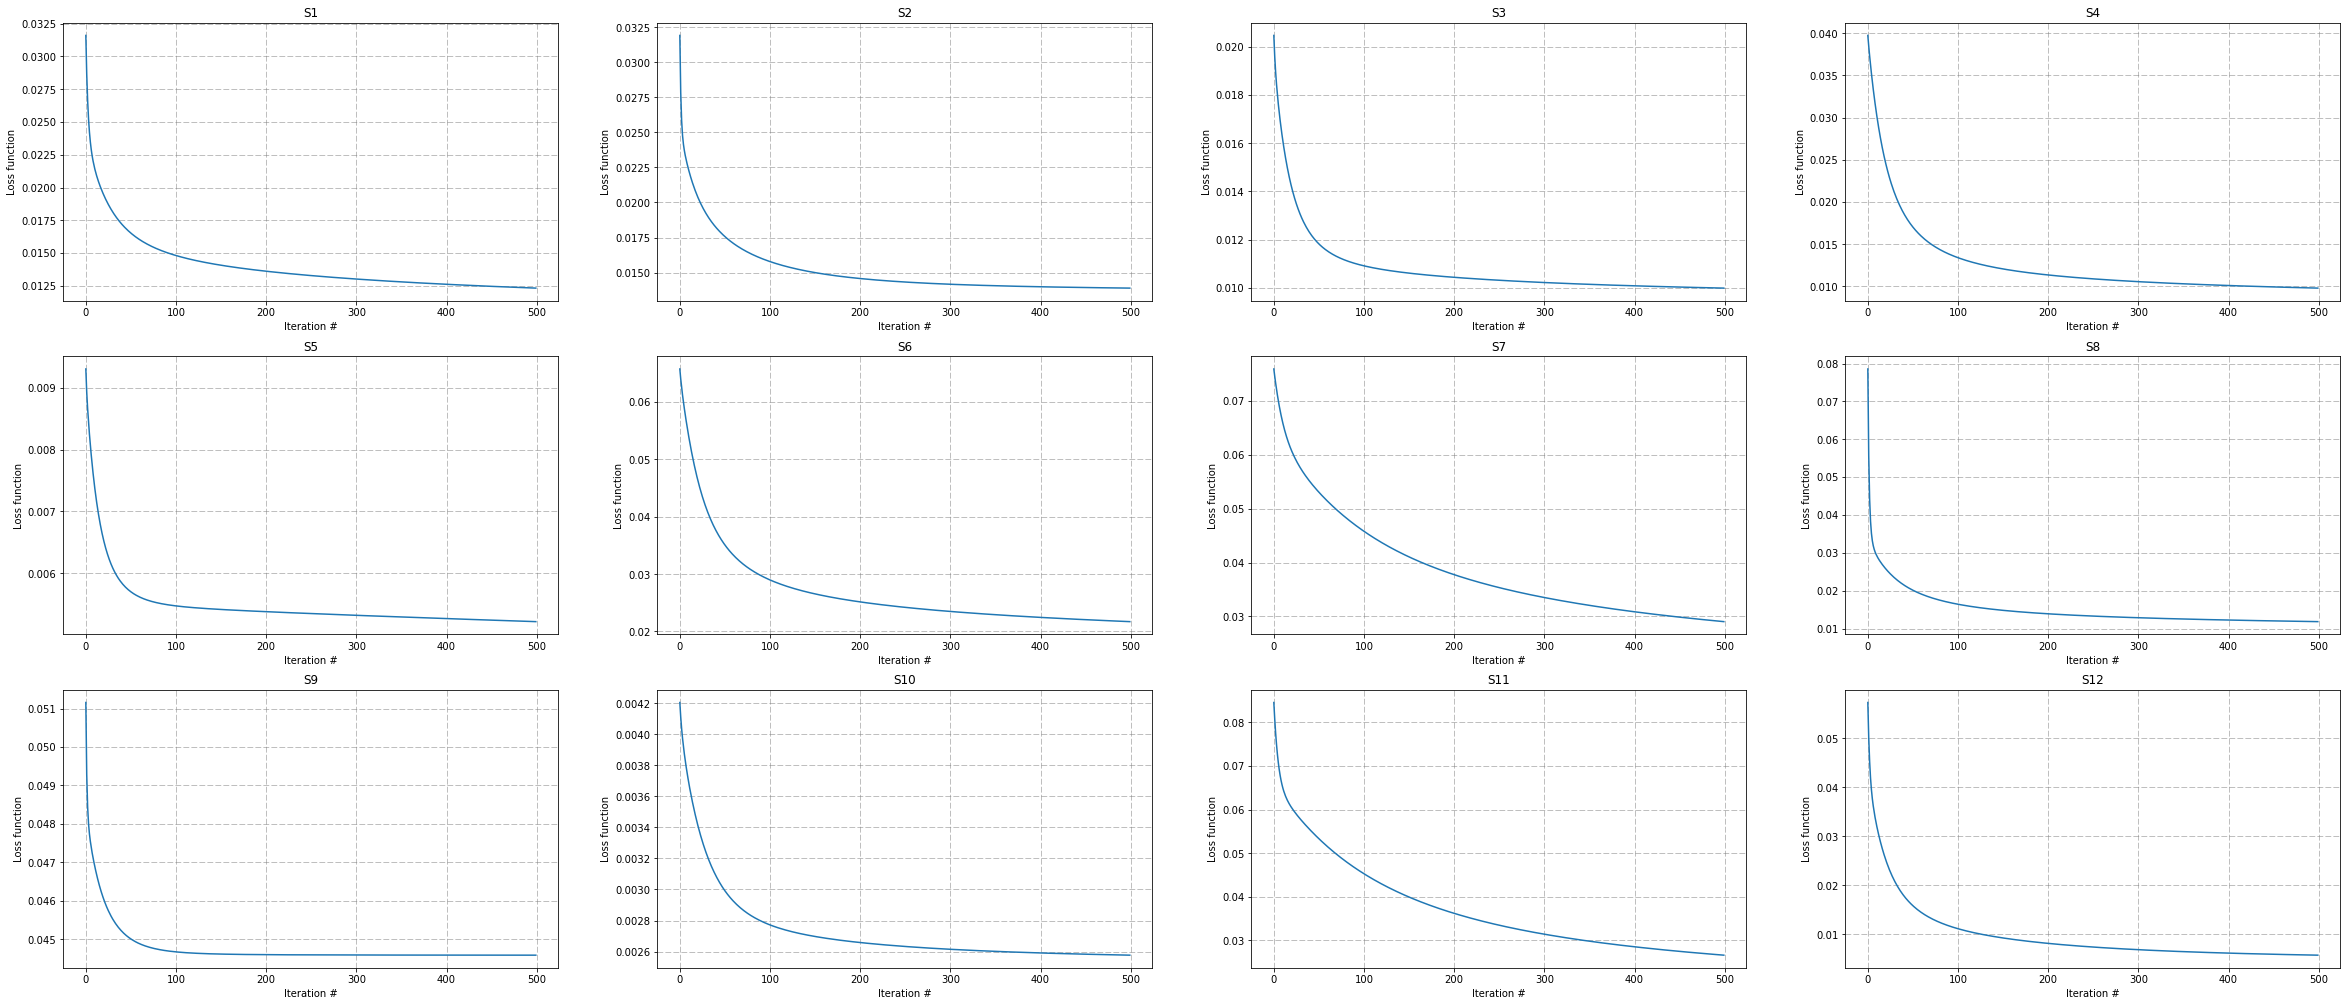 S1
0.0325
0.0300
0.0275
0.0250
0.0225
0.0200
0.0175
0.0150
0.0125
Loss function
0 100 200 300 400 500
Iteration #
S2
0.0325
0.0300
0.0275
0.0250
0.0225
0.0200
0.0175
0.0150
Loss function
0 100 200 300 400 500
Iteration #
S3
0.020
0.018
0.016
0.014
0.012
0.010
Loss function
0 100 200 300 400 500
Iteration #
S4
0.040
0.035
0.030
0.025
0.020
0.015
0.010
Loss function
0 100 200 300 400 500
Iteration #
S5
0.009
0.008
0.007
0.006
Loss function
0 100 200 300 400 500
Iteration #
S6
0.06
0.05
0.04
0.03
0.02
Loss function
0 100 200 300 400 500
Iteration #
S7
0.07
0.06
0.05
0.04
0.03
Loss function
0 100 200 300 400 500
Iteration #
S8
0.08
0.07
0.06
0.05
0.04
0.03
0.02
0.01
Loss function
0 100 200 300 400 500
Iteration #
S9
0.051
0.050
0.049
0.048
0.047
0.046
0.045
Loss function
0 100 200 300 400 500
Iteration #
S10
0.0042
0.0040
0.0038
0.0036
0.0034
0.0032
0.0030
0.0028
0.0026
Loss function
0 100 200 300 400 500
Iteration #
S11
0.08
0.07
0.06
0.05
0.04
0.03
Loss function
0 100 200 300 400 500
Iteration #
S12
0.05
0.04
0.03
0.02
0.01
Loss function
0 100 200 300 400 500
Iteration #